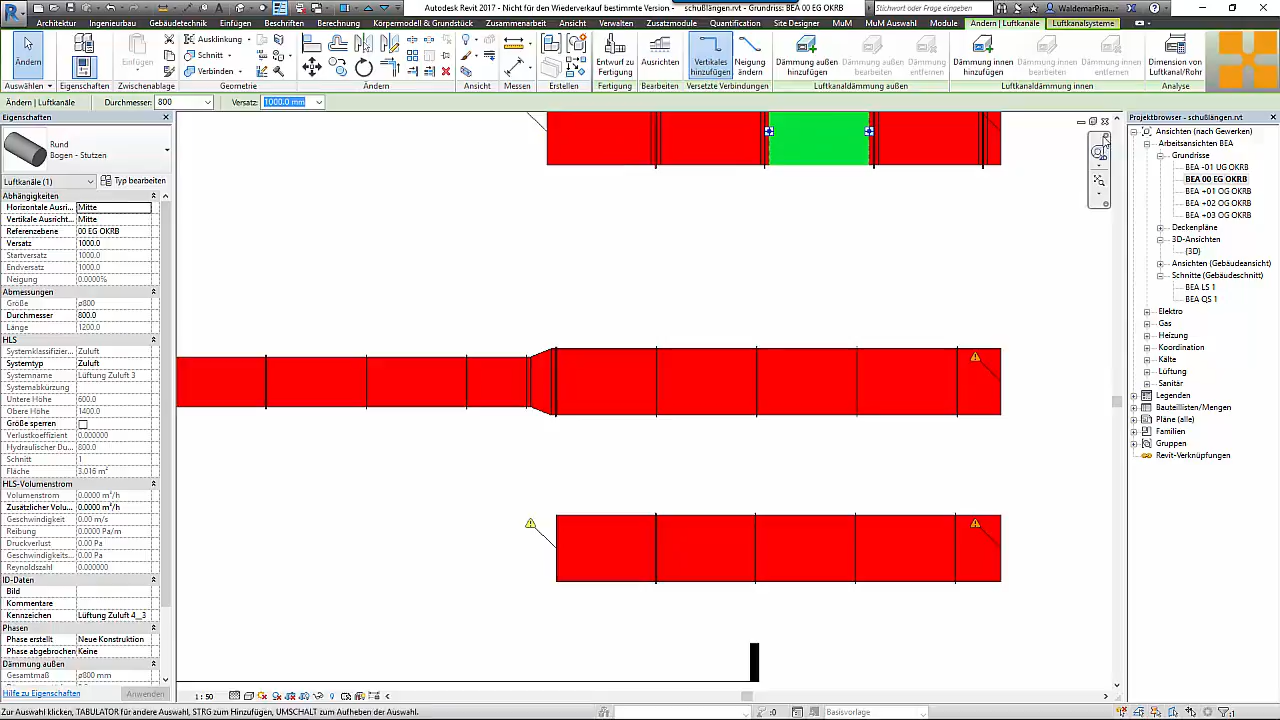 Autodesk Revit 2017 - Nicht für den Wiederverkauf bestimmte Version - schußlängen.rvt - Grundriss: BEA 00 EG OKRB
Stichwort oder Frage eingeben
WaldemarPisa...
Architektur
Ingenieurbau
Gebäudetechnik
Einfügen
Beschriften
Berechnung
Körpermodell & Grundstück
Zusammenarbeit
Ansicht
Verwalten
Zusatzmodule
Quantification
Site Designer
MuM
MuM Auswahl
Module
Ändern | Luftkanäle
Luftkanalsysteme
Ändern
Einfügen
Ausklinkung
Schnitt
Verbinden
Entwurf zu Fertigung
Ausrichten
Vertikales hinzufügen
Neigung ändern
Dämmung außen hinzufügen
Dämmung außen bearbeiten
Dämmung außen entfernen
Dämmung innen hinzufügen
Dämmung innen bearbeiten
Dämmung innen entfernen
Dimension von Luftkanal/Rohr
Auswählen
Eigenschaften
Zwischenablage
Geometrie
Ändern
Ansicht
Messen
Erstellen
Fertigung
Bearbeiten
Versetzte Verbindungen
Luftkanaldämmung außen
Luftkanaldämmung innen
Analyse
Ändern | Luftkanäle
Durchmesser: 800
Versatz: 1000.0 mm
Eigenschaften
Rund
Bogen - Stutzen
Luftkanäle (1)
Typ bearbeiten
Abhängigkeiten
Horizontale Ausri... Mitte
Vertikale Ausricht... Mitte
Referenzebene 00 EG OKRB
Versatz 1000.0
Startversatz 1000.0
Endversatz 1000.0
Neigung 0.0000%
Abmessungen
Größe ø800
Durchmesser 800.0
Länge 1200.0
HLS
Systemklassifizier... Zuluft
Systemtyp Zuluft
Systemname Lüftung Zuluft 3
Systemabkürzung
Untere Höhe 600.0
Obere Höhe 1400.0
Größe sperren
Verlustkoeffizient 0.000000
Hydraulischer Du... 800.0
Schnitt 1
Fläche 3.016 m²
HLS-Volumenstrom
Volumenstrom 0.0000 m³/h
Zusätzlicher Volu... 0.0000 m³/h
Geschwindigkeit 0.00 m/s
Reibung 0.0000 Pa/m
Druckverlust 0.00 Pa
Geschwindigkeits... 0.00 Pa
Reynoldszahl 0.000000
ID-Daten
Bild
Kommentare
Kennzeichen Lüftung Zuluft 4_3
Phasen
Phase erstellt Neue Konstruktion
Phase abgebrochen Keine
Dämmung außen
Gesamtmaß ø800 mm
Hilfe zu Eigenschaften
Anwenden
Projektbrowser - schußlängen.rvt
Ansichten (nach Gewerken)
Arbeitsansichten BEA
Grundrisse
BEA -01 UG OKRB
BEA 00 EG OKRB
BEA +01 OG OKRB
BEA +02 OG OKRB
BEA +03 OG OKRB
Deckenpläne
3D-Ansichten
(3D)
Ansichten (Gebäudeansicht)
Schnitte (Gebäudeschnitt)
BEA LS 1
BEA QS 1
Elektro
Gas
Heizung
Koordination
Kälte
Lüftung
Sanitär
Legenden
Bauteillisten/Mengen
Pläne (alle)
Familien
Gruppen
Revit-Verknüpfungen
1 : 50
Zur Auswahl klicken, TABULATOR für andere Auswahl, STRG zum Hinzufügen, UMSCHALT zum Aufheben der Auswahl.
:0
Basisvorlage
:1